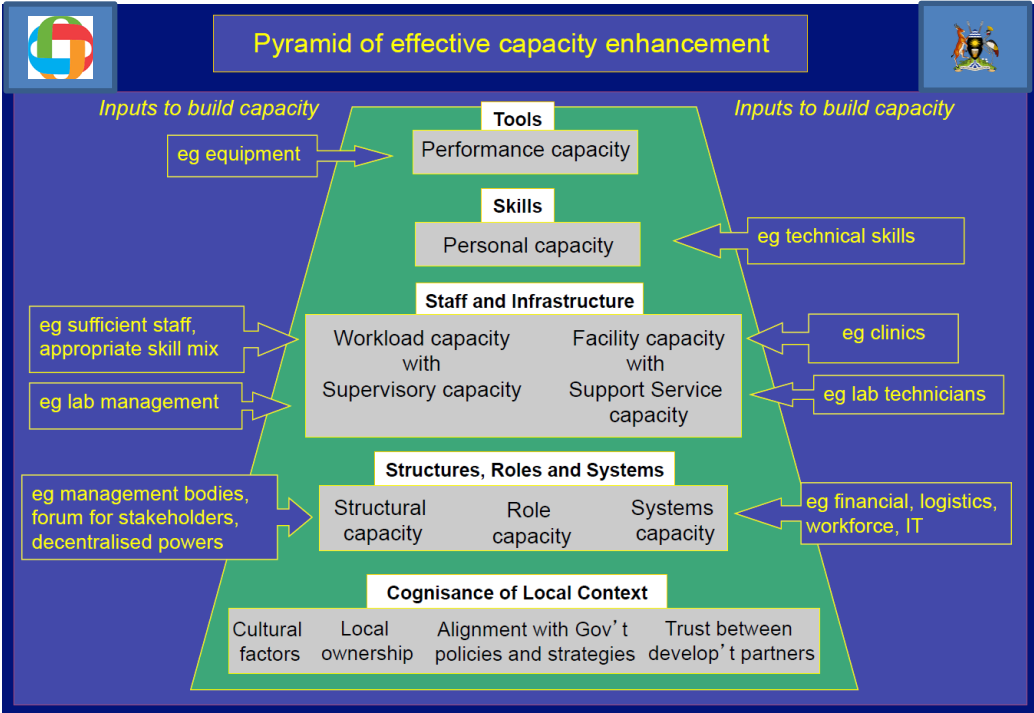 Pyramid of effective capacity enhancement
Inputs to build capacity
Inputs to build capacity
Tools
Performance capacity
eg equipment
Skills
Personal capacity
eg technical skills
Staff and Infrastructure
eg sufficient staff,
appropriate skill mix
eg lab management
Workload capacity
with
Supervisory capacity
Facility capacity
with
Support Service
capacity
eg clinics
eg lab technicians
Structures, Roles and Systems
eg management bodies,
forum for stakeholders,
decentralised powers
Structural
capacity
Role
capacity
Systems
capacity
eg financial, logistics,
workforce, IT
Cognisance of Local Context
Cultural
factors
Local
ownership
Alignment with Gov’t
policies and strategies
Trust between
develop’t partners